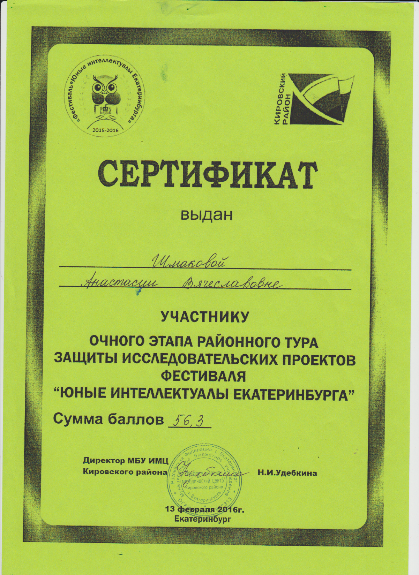 «Фестиваль «Юные интеллектуалы Екатеринбурга»
2015-2016
КИРОВСКИЙ
РАЙОН
СЕРТИФИКАТ
выдан
Шмаковой
Анастасии Вячеславовне
УЧАСТНИКУ
ОЧНОГО ЭТАПА РАЙОННОГО ТУРА
ЗАЩИТЫ ИССЛЕДОВАТЕЛЬСКИХ ПРОЕКТОВ
ФЕСТИВАЛЯ
“ЮНЫЕ ИНТЕЛЛЕКТУАЛЫ ЕКАТЕРИНБУРГА”
Сумма баллов 56,3
Директор МБУ ИМЦ
Кировского района Н.И.Удебкина
13 февраля 2016г.
Екатеринбург